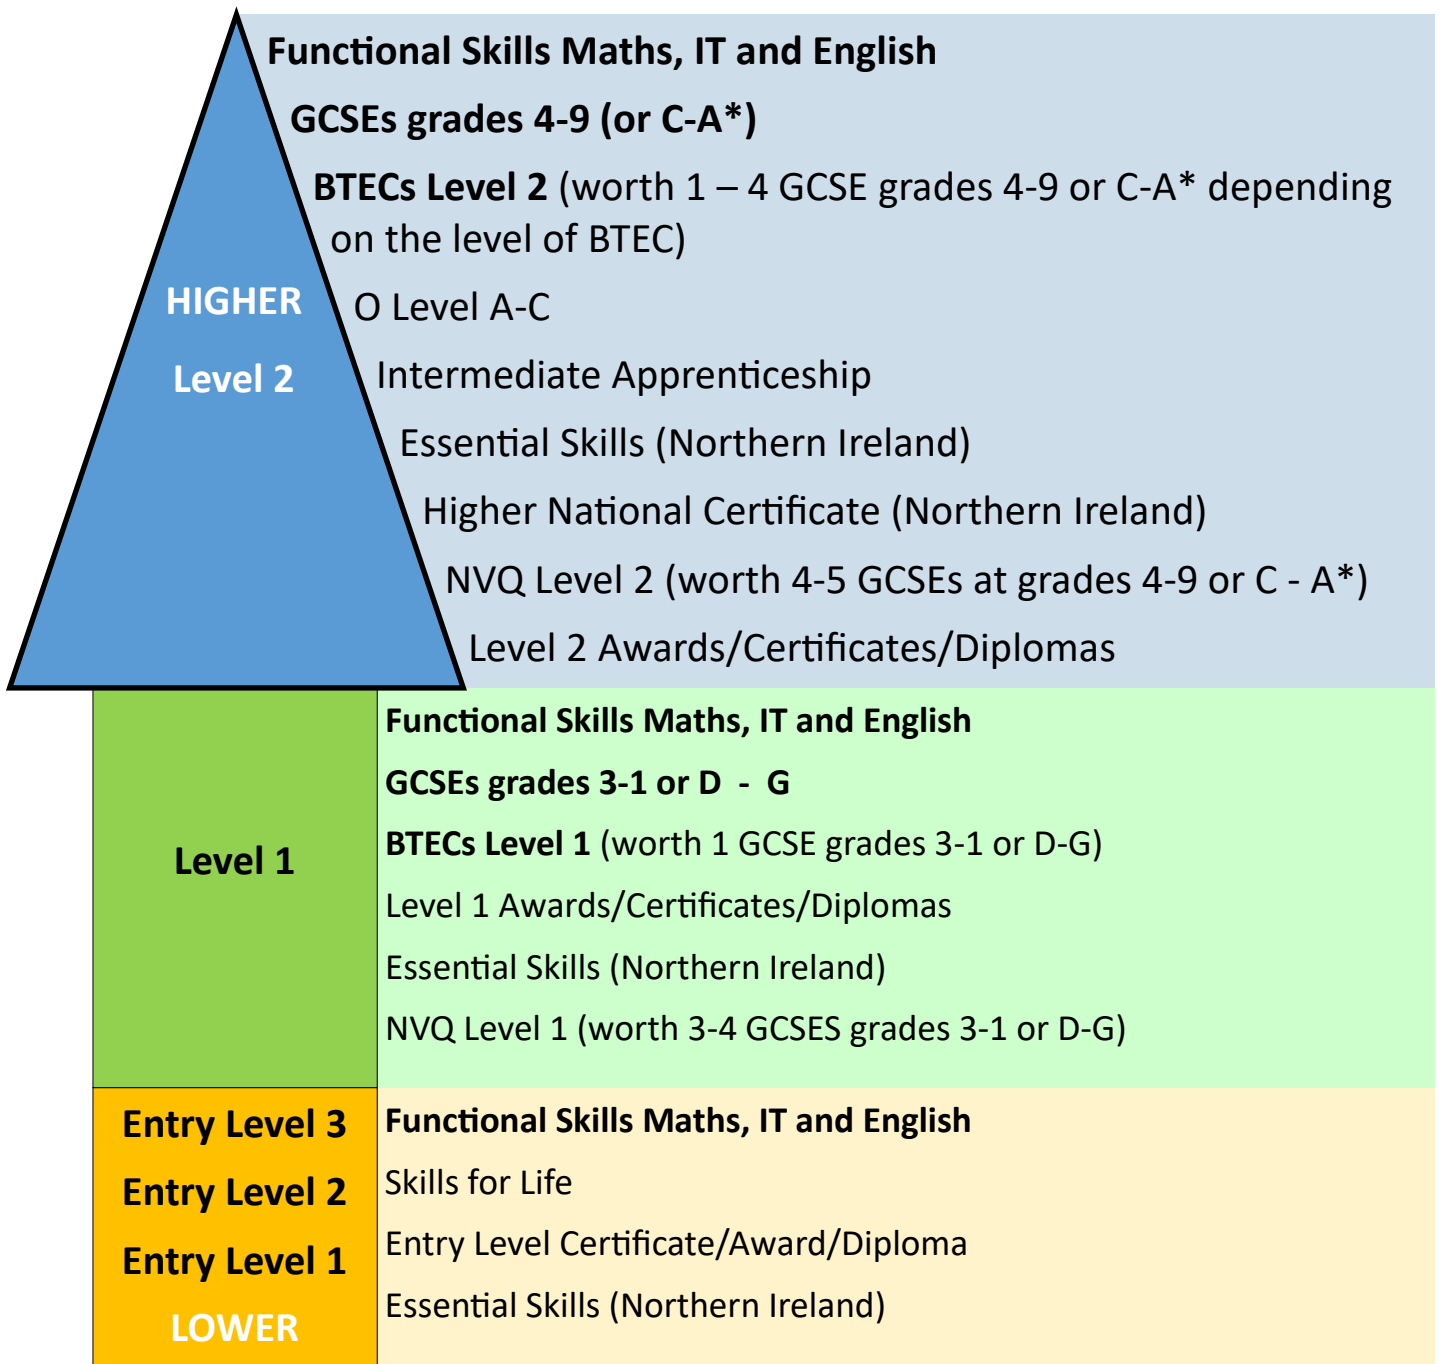 Functional Skills Maths, IT and English
GCSEs grades 4-9 (or C-A*)
BTECs Level 2 (worth 1 – 4 GCSE grades 4-9 or C-A* depending
on the level of BTEC)
HIGHER
Level 2
O Level A-C
Intermediate Apprenticeship
Essential Skills (Northern Ireland)
Higher National Certificate (Northern Ireland)
NVQ Level 2 (worth 4-5 GCSEs at grades 4-9 or C - A*)
Level 2 Awards/Certificates/Diplomas
Level 1
Functional Skills Maths, IT and English
GCSEs grades 3-1 or D  -  G
BTECs Level 1 (worth 1 GCSE grades 3-1 or D-G)
Level 1 Awards/Certificates/Diplomas
Essential Skills (Northern Ireland)
NVQ Level 1 (worth 3-4 GCSES grades 3-1 or D-G)
Entry Level 3
Entry Level 2
Entry Level 1
LOWER
Functional Skills Maths, IT and English
Skills for Life
Entry Level Certificate/Award/Diploma
Essential Skills (Northern Ireland)